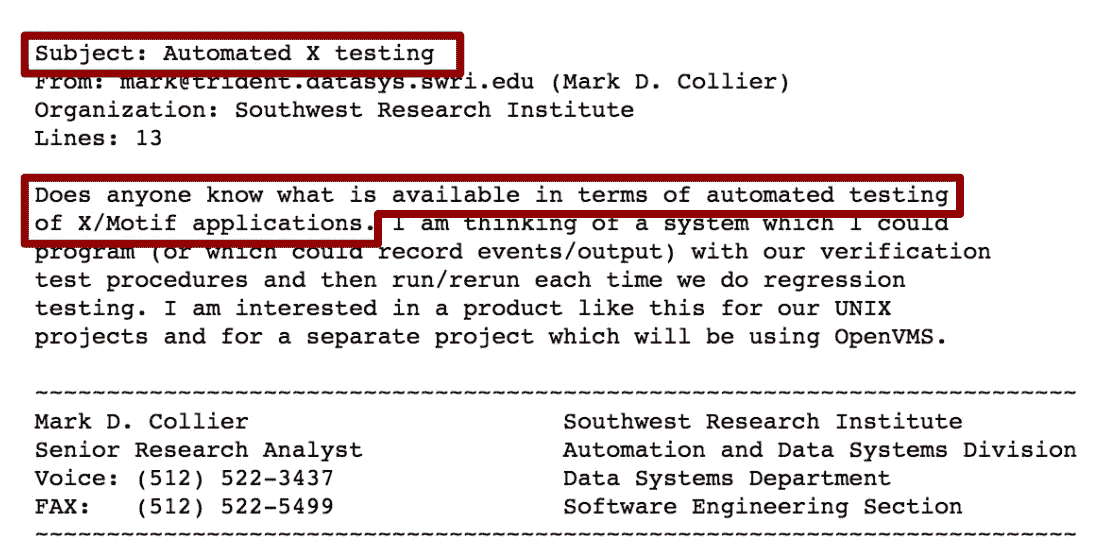 Subject: Automated X testing
From: mark@trident.datasys.swri.edu (Mark D. Collier)
Organization: Southwest Research Institute
Lines: 13
Does anyone know what is available in terms of automated testing
of X/Motif applications. I am thinking of a system which I could
program (or which could record events/output) with our verification
test procedures and then run/rerun each time we do regression
testing. I am interested in a product like this for our UNIX
projects and for a separate project which will be using OpenVMS.
~~~~~~~~~~~~~~~~~~~~~~~~~~~~~~~~~~~~~~~~~~~~~~~~~~~~~~~~~~~~~~~~~~~~~~~~~
Mark D. Collier Southwest Research Institute
Senior Research Analyst Automation and Data Systems Division
Voice: (512) 522-3437 Data Systems Department
FAX: (512) 522-5499 Software Engineering Section
~~~~~~~~~~~~~~~~~~~~~~~~~~~~~~~~~~~~~~~~~~~~~~~~~~~~~~~~~~~~~~~~~~~~~~~~~